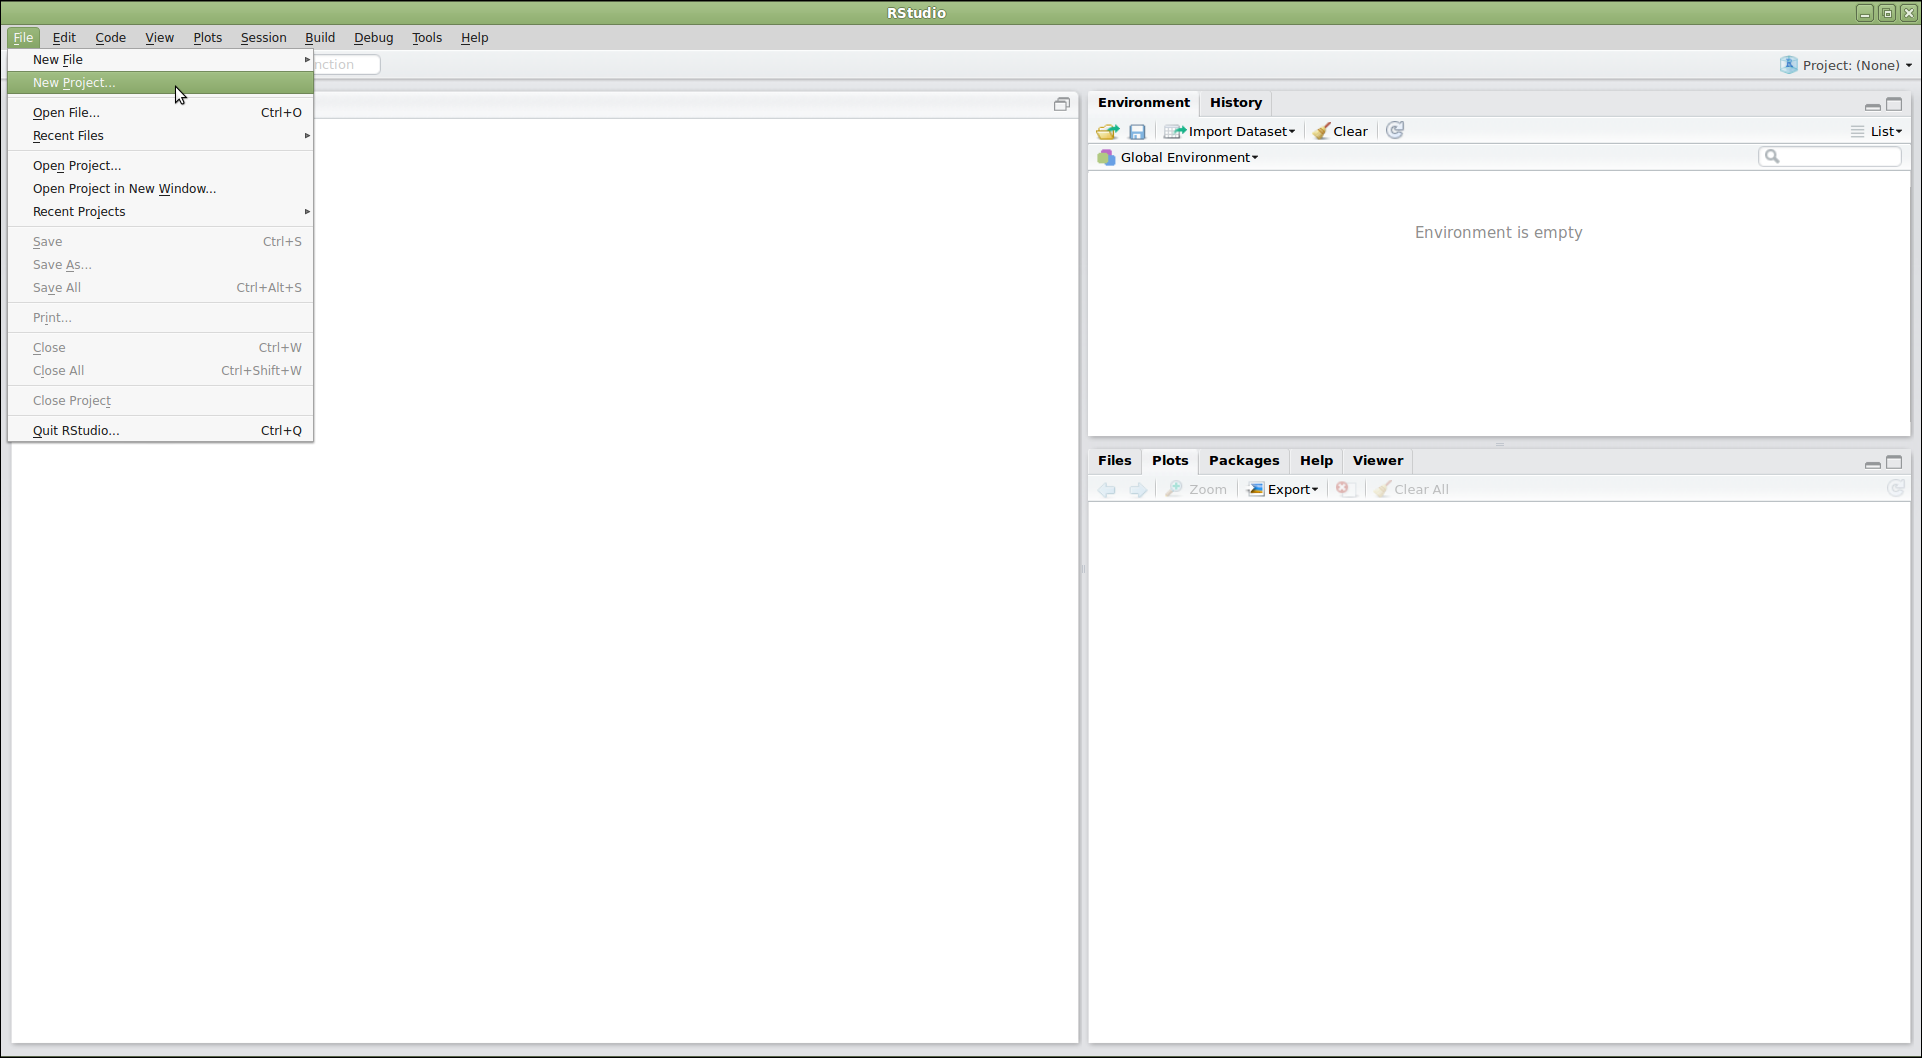 RStudio
File Edit Code View Plots Session Build Debug Tools Help
nction
Project: (None)
New File
New Project...
Open File... Ctrl+O
Recent Files
Open Project...
Open Project in New Window...
Recent Projects
Save Ctrl+S
Save As...
Save All Ctrl+Alt+S
Print...
Close Ctrl+W
Close All Ctrl+Shift+W
Close Project
Quit RStudio... Ctrl+Q
Environment History
Import Dataset Clear List
Global Environment
Environment is empty
Files Plots Packages Help Viewer
Zoom Export Clear All